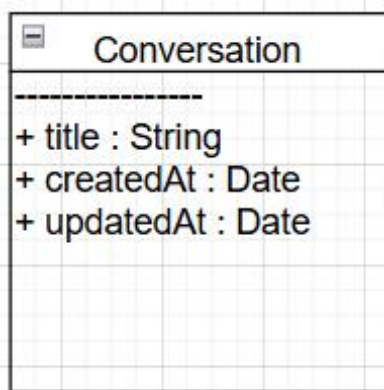 Conversation
----------------
+ title : String
+ createdAt : Date
+ updatedAt : Date